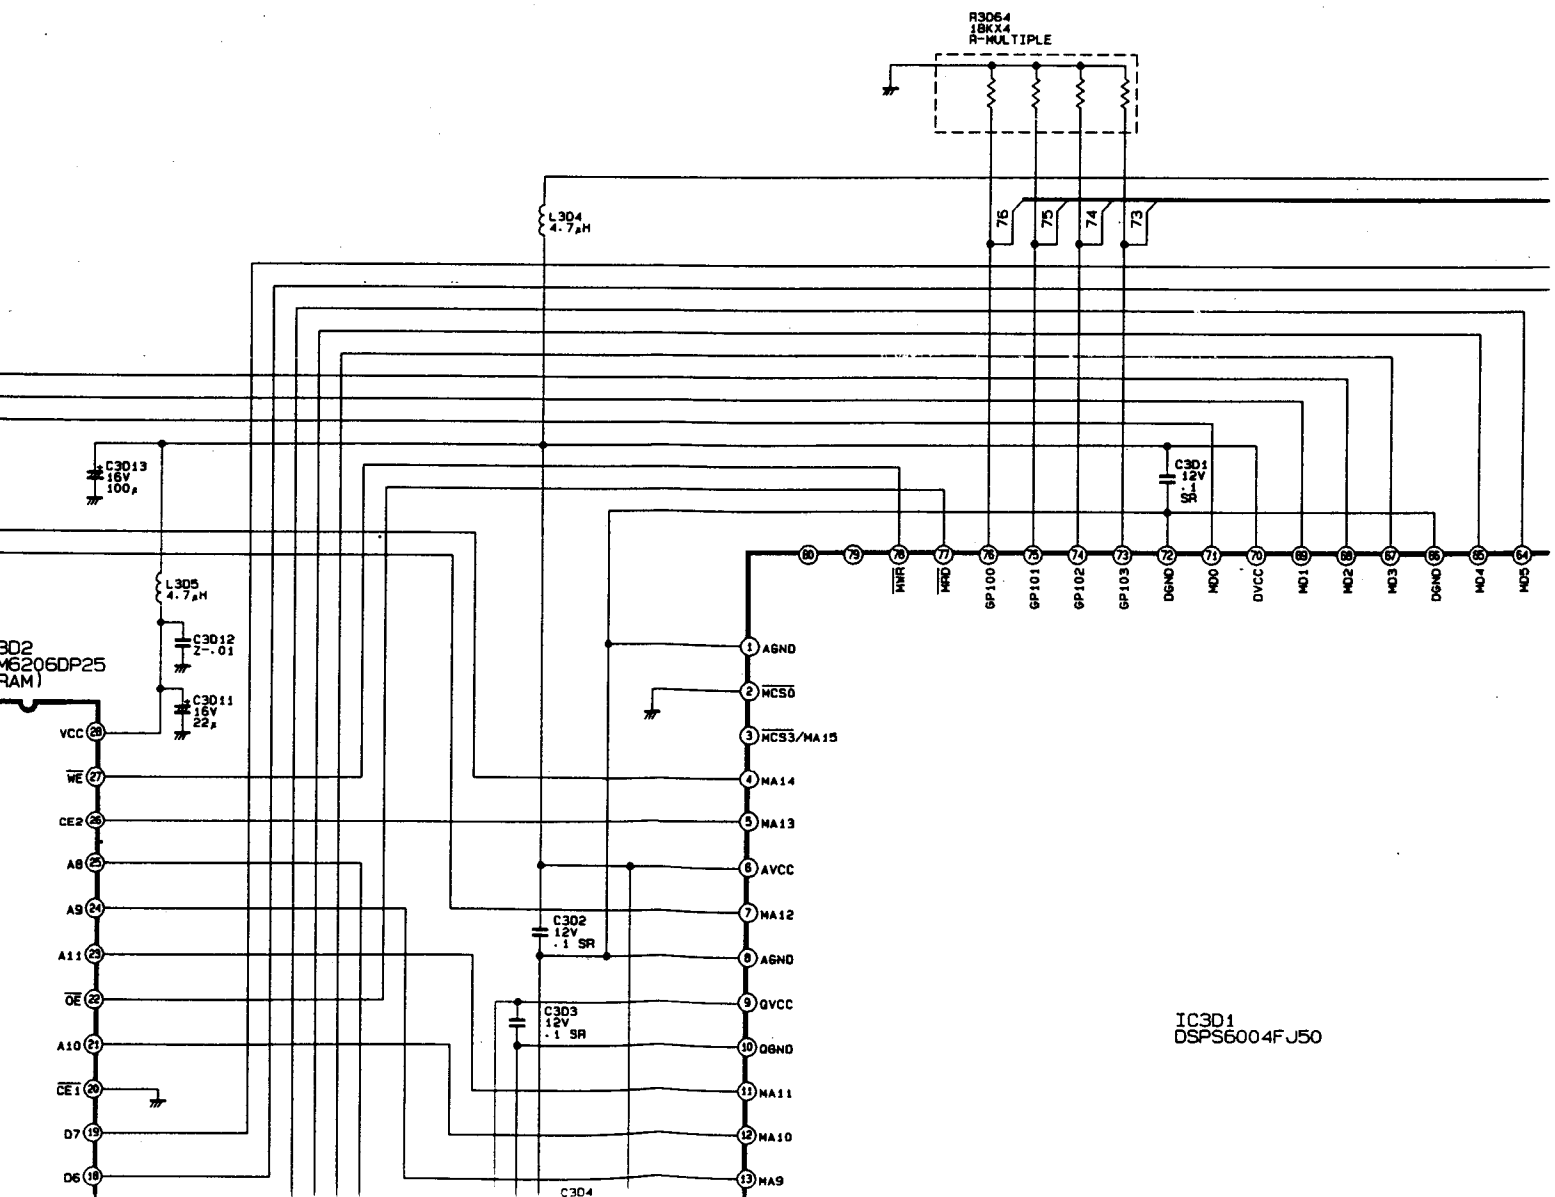 R3D64
18KX4
R-MULTIPLE
76
75
74
73
L3D4
4.7µH
C3D13
16V
100µ
C3D1
12V
.1
SR
L3D5
4.7µH
C3D12
Z-.01
3D2
M6206DP25
RAM)
C3D11
16V
22µ
80
79
78
77
76
75
74
73
72
71
70
69
68
67
66
65
64
MWR
MRD
GP100
GP101
GP102
GP103
DGND
MD0
DVCC
MD1
MD2
MD3
DGND
MD4
MD5
1 AGND
2 MCS0
3 MCS3/MA15
4 MA14
5 MA13
6 AVCC
7 MA12
8 AGND
9 QVCC
10 QGND
11 MA11
12 MA10
13 MA9
VCC 28
WE 27
CE2 26
A8 25
A9 24
A11 23
OE 22
A10 21
CE1 20
D7 19
D6 18
C3D2
12V
.1 SR
C3D3
12V
.1 SR
C3D4
IC3D1
DSPS6004FJ50